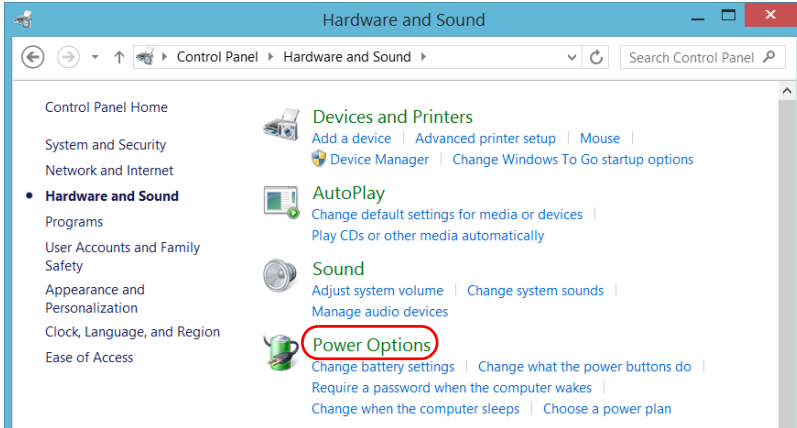 Hardware and Sound
Control Panel Hardware and Sound
Search Control Panel
Control Panel Home
System and Security
Network and Internet
Hardware and Sound
Programs
User Accounts and Family
Safety
Appearance and
Personalization
Clock, Language, and Region
Ease of Access
Devices and Printers
Add a device Advanced printer setup Mouse
Device Manager Change Windows To Go startup options
AutoPlay
Change default settings for media or devices
Play CDs or other media automatically
Sound
Adjust system volume Change system sounds
Manage audio devices
Power Options
Change battery settings Change what the power buttons do
Require a password when the computer wakes
Change when the computer sleeps Choose a power plan